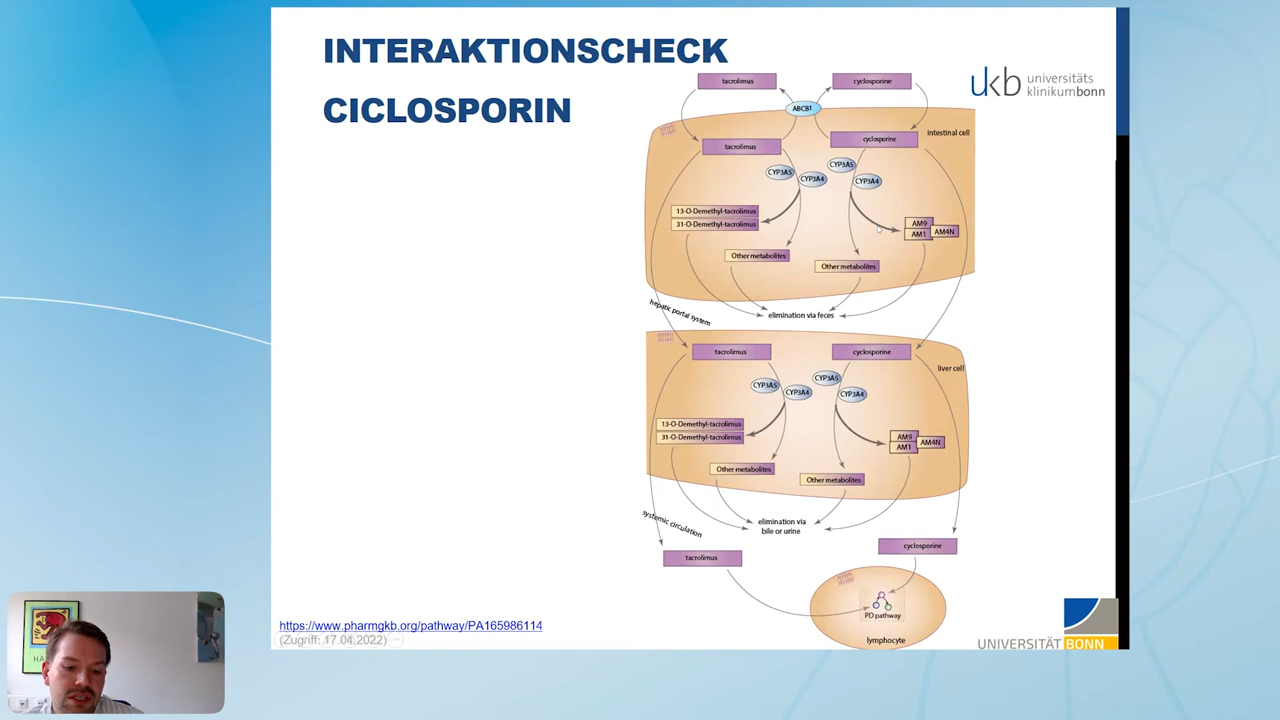 INTERAKTIONSCHECK
CICLOSPORIN
ukb universitäts
klinikumbonn
tacrolimus
cyclosporine
ABCB1
intestinal cell
tacrolimus
cyclosporine
CYP3A5
CYP3A4
CYP3A5
CYP3A4
13-O-Demethyl-tacrolimus
31-O-Demethyl-tacrolimus
AM9
AM1
AM4N
Other metabolites
Other metabolites
hepatic portal system
elimination via feces
tacrolimus
cyclosporine
liver cell
CYP3A5
CYP3A4
CYP3A5
CYP3A4
13-O-Demethyl-tacrolimus
31-O-Demethyl-tacrolimus
AM9
AM1
AM4N
Other metabolites
Other metabolites
systemic circulation
elimination via
bile or urine
tacrolimus
cyclosporine
PD pathway
lymphocyte
https://www.pharmgkb.org/pathway/PA165986114
(Zugriff: 17.04.2022)
UNIVERSITÄT BONN
HA